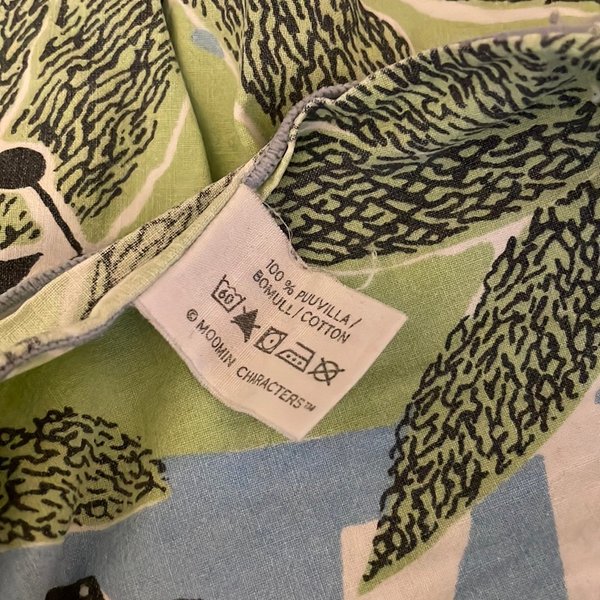 100 % PUUVILLA/
BOMULL/COTTON
60
© MOOMIN CHARACTERS™